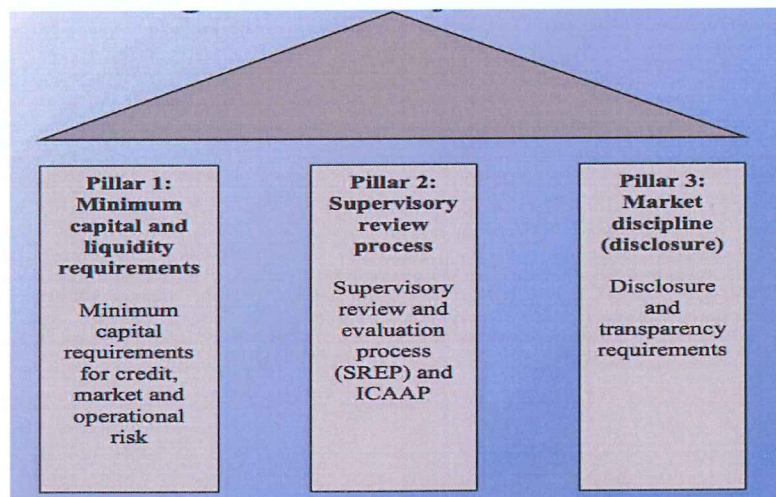 Pillar 1:
Minimum
capital and
liquidity
requirements
Minimum
capital
requirements
for credit,
market and
operational
risk
Pillar 2:
Supervisory
review
process
Supervisory
review and
evaluation
process
(SREP) and
ICAAP
Pillar 3:
Market
discipline
(disclosure)
Disclosure
and
transparency
requirements